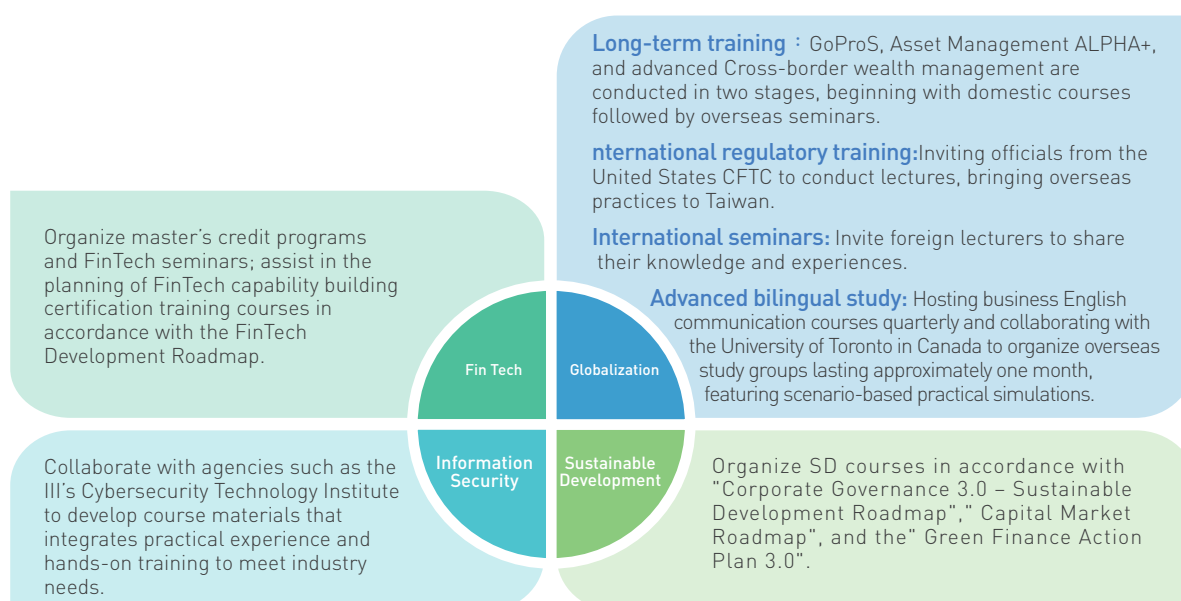 Long-term training：GoProS, Asset Management ALPHA+,
and advanced Cross-border wealth management are
conducted in two stages, beginning with domestic courses
followed by overseas seminars.
nternational regulatory training:Inviting officials from the
United States CFTC to conduct lectures, bringing overseas
practices to Taiwan.
International seminars: Invite foreign lecturers to share
their knowledge and experiences.
Advanced bilingual study: Hosting business English
communication courses quarterly and collaborating with
the University of Toronto in Canada to organize overseas
study groups lasting approximately one month,
featuring scenario-based practical simulations.
Organize master's credit programs
and FinTech seminars; assist in the
planning of FinTech capability building
certification training courses in
accordance with the FinTech
Development Roadmap.
Fin Tech
Globalization
Information
Security
Sustainable
Development
Collaborate with agencies such as the
III's Cybersecurity Technology Institute
to develop course materials that
integrates practical experience and
hands-on training to meet industry
needs.
Organize SD courses in accordance with
"Corporate Governance 3.0 – Sustainable
Development Roadmap"," Capital Market
Roadmap", and the" Green Finance Action
Plan 3.0".